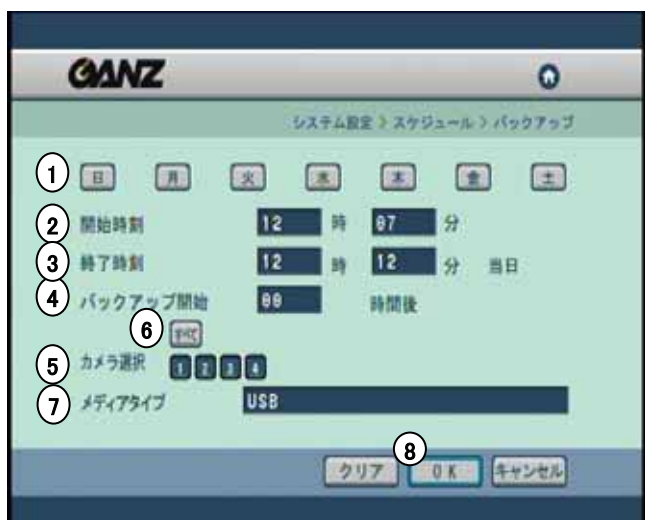 GANZ
システム設定 > スケジュール > バックアップ
① 日 月 火 水 木 金 土
② 開始時刻 12 時 07 分
③ 終了時刻 12 時 12 分 当日
④ バックアップ開始 00 時間後
⑥ すべて
⑤ カメラ選択 1 2 3 4
⑦ メディアタイプ USB
⑧
クリア OK キャンセル